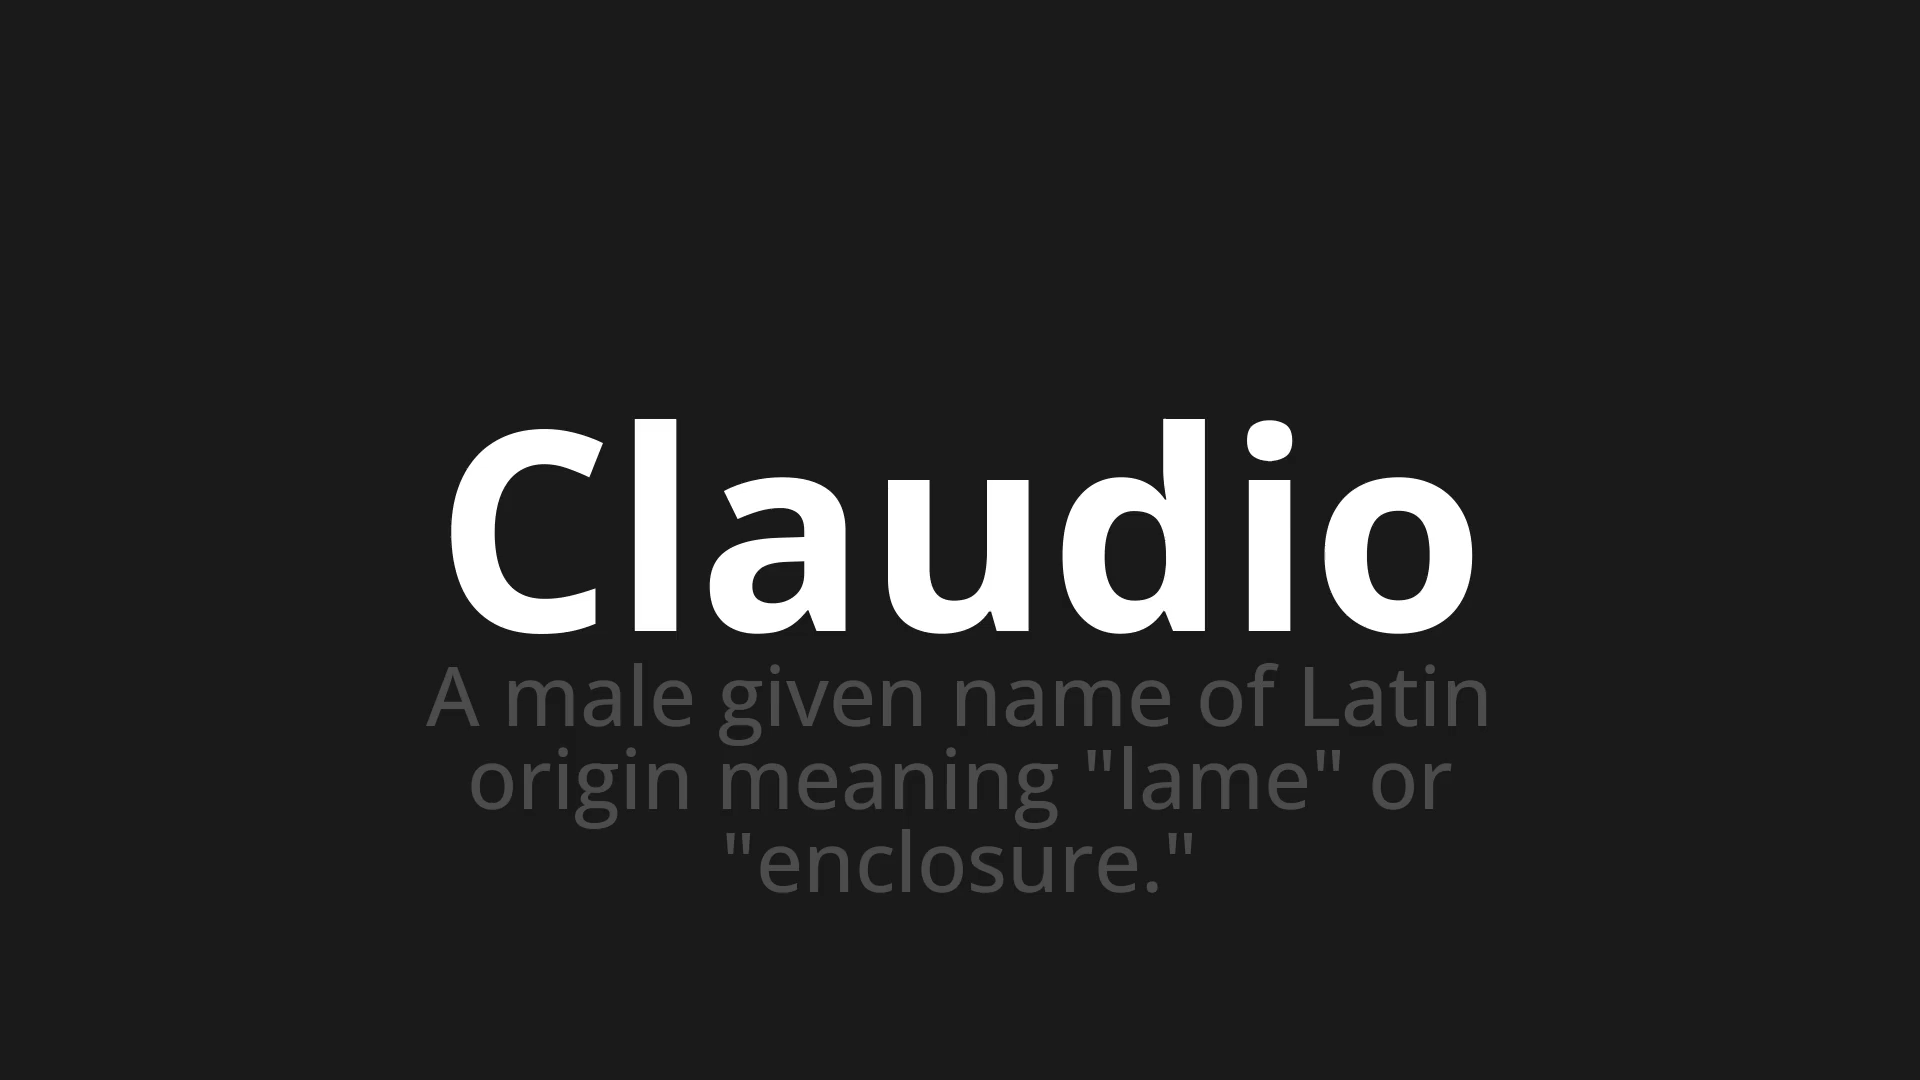 Claudio
A male given name of Latin
origin meaning "lame" or
"enclosure."